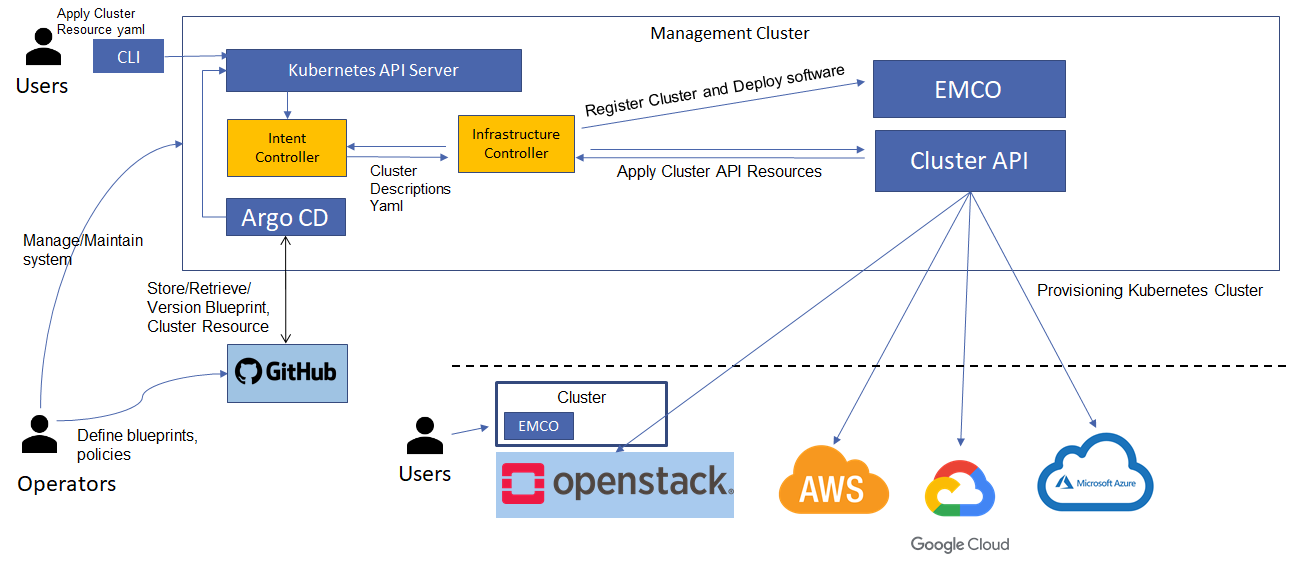 Apply Cluster
Resource yaml
Users
CLI
Management Cluster
Kubernetes API Server
Intent
Controller
Infrastructure
Controller
Register Cluster and Deploy software
EMCO
Cluster API
Apply Cluster API Resources
Cluster
Descriptions
Yaml
Argo CD
Manage/Maintain
system
Store/Retrieve/
Version Blueprint,
Cluster Resource
Provisioning Kubernetes Cluster
GitHub
Define blueprints,
policies
Operators
Users
Cluster
EMCO
openstack.
AWS
Google Cloud
Microsoft Azure